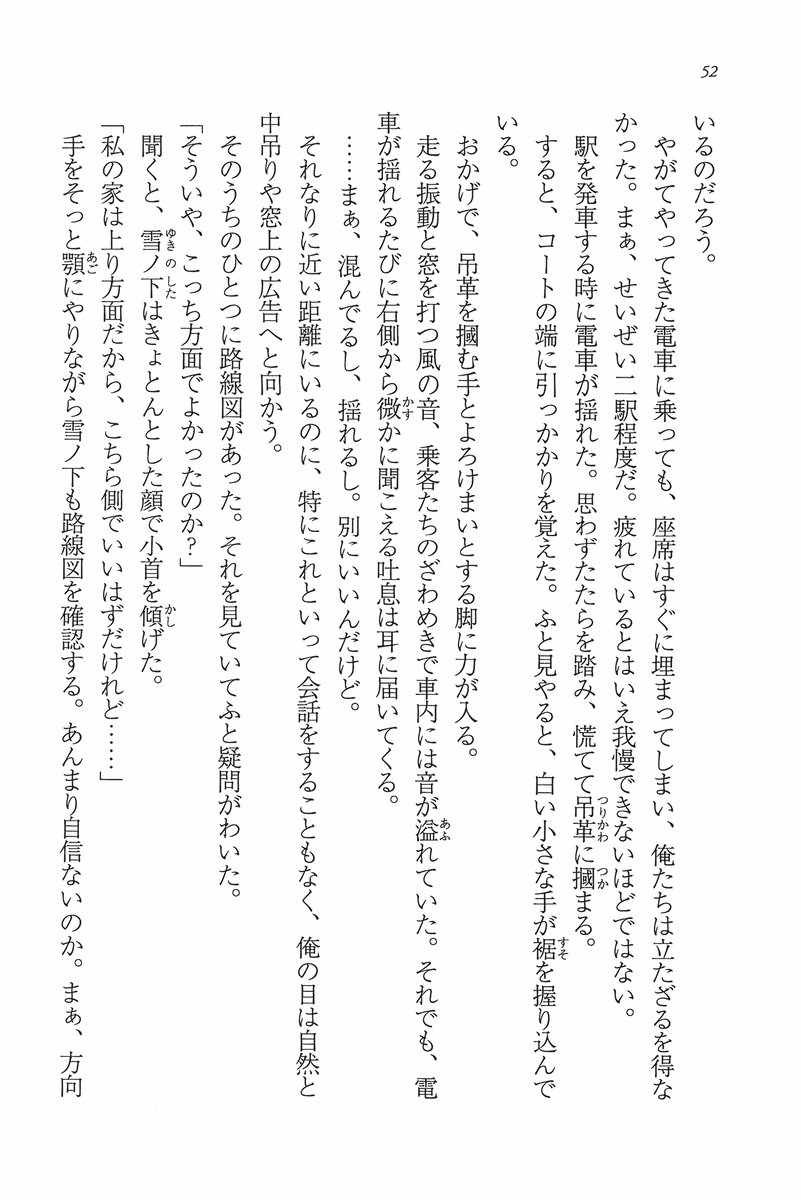 52
いるのだろう。
やがてやってきた電車に乗っても、座席はすぐに埋まってしまい、俺たちは立たざるを得な
かった。まぁ、せいぜい二駅程度だ。疲れているとはいえ我慢できないほどではない。
駅を発車する時に電車が揺れた。思わずたたらを踏み、慌てて吊革に摑まる。
すると、コートの端に引っかかりを覚えた。ふと見やると、白い小さな手が裾を握り込んで
いる。
おかげで、吊革を摑む手とよろけまいとする脚に力が入る。
走る振動と窓を打つ風の音、乗客たちのざわめきで車内には音が溢れていた。それでも、電
車が揺れるたびに右側から微かに聞こえる吐息は耳に届いてくる。
……まぁ、混んでるし、揺れるし。別にいいんだけど。
それなりに近い距離にいるのに、特にこれといって会話をすることもなく、俺の目は自然と
中吊りや窓上の広告へと向かう。
そのうちのひとつに路線図があった。それを見ていてふと疑問がわいた。
「そういや、こっち方面でよかったのか？」
聞くと、雪ノ下はきょとんとした顔で小首を傾げた。
「私の家は上り方面だから、こちら側でいいはずだけれど……」
手をそっと顎にやりながら雪ノ下も路線図を確認する。あんまり自信ないのか。まぁ、方向